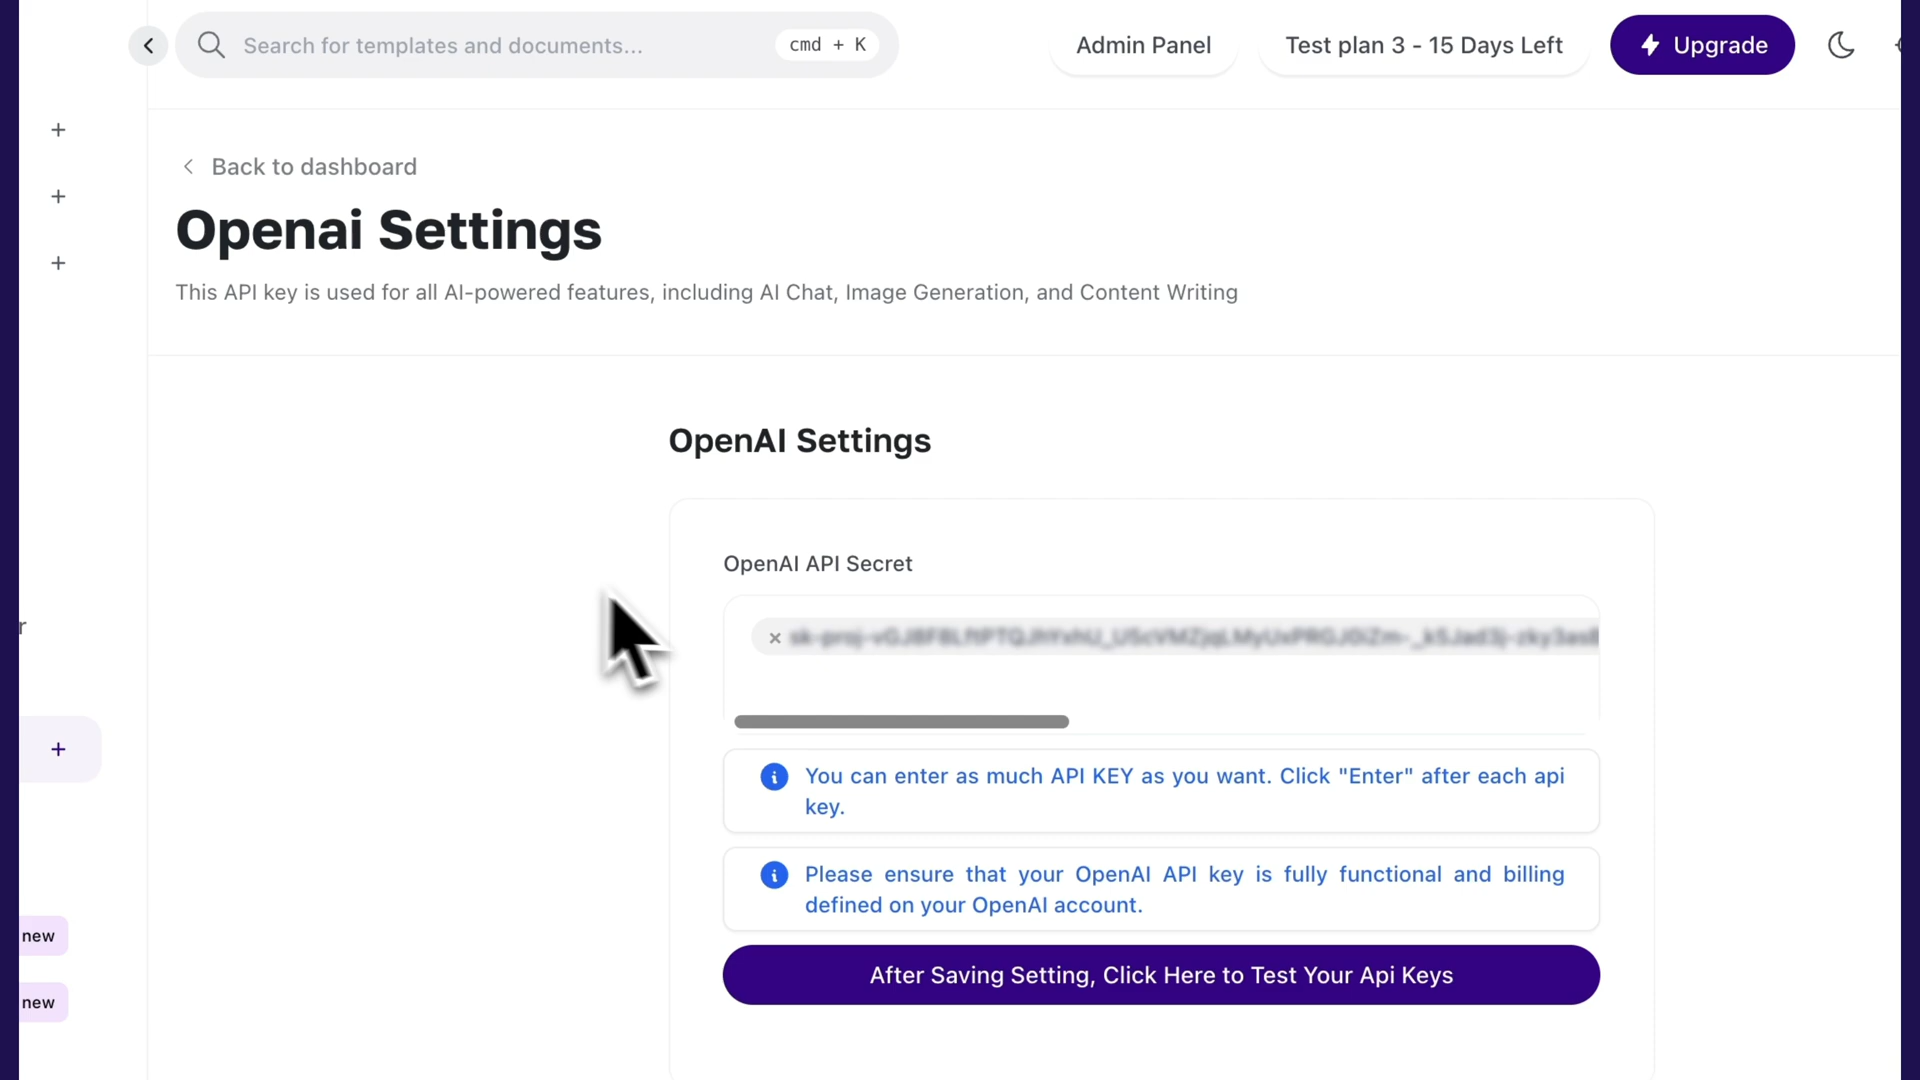 Search for templates and documents...
cmd + K
Admin Panel
Test plan 3 - 15 Days Left
Upgrade
Back to dashboard
Openai Settings
This API key is used for all AI-powered features, including AI Chat, Image Generation, and Content Writing
OpenAI Settings
OpenAI API Secret
You can enter as much API KEY as you want. Click "Enter" after each api
key.
Please ensure that your OpenAI API key is fully functional and billing
defined on your OpenAI account.
After Saving Setting, Click Here to Test Your Api Keys
r
new
new